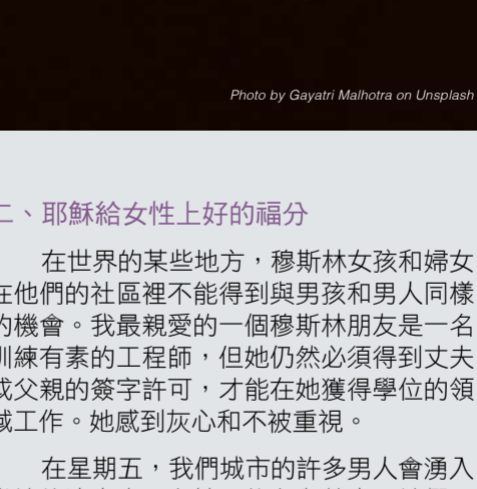 Photo by Gayatri Malhotra on Unsplash
二、耶穌給女性上好的福分
在世界的某些地方，穆斯林女孩和婦女
在他們的社區裡不能得到與男孩和男人同樣
的機會。我最親愛的一個穆斯林朋友是一名
訓練有素的工程師，但她仍然必須得到丈夫
或父親的簽字許可，才能在她獲得學位的領
域工作。她感到灰心和不被重視。
在星期五，我們城市的許多男人會湧入